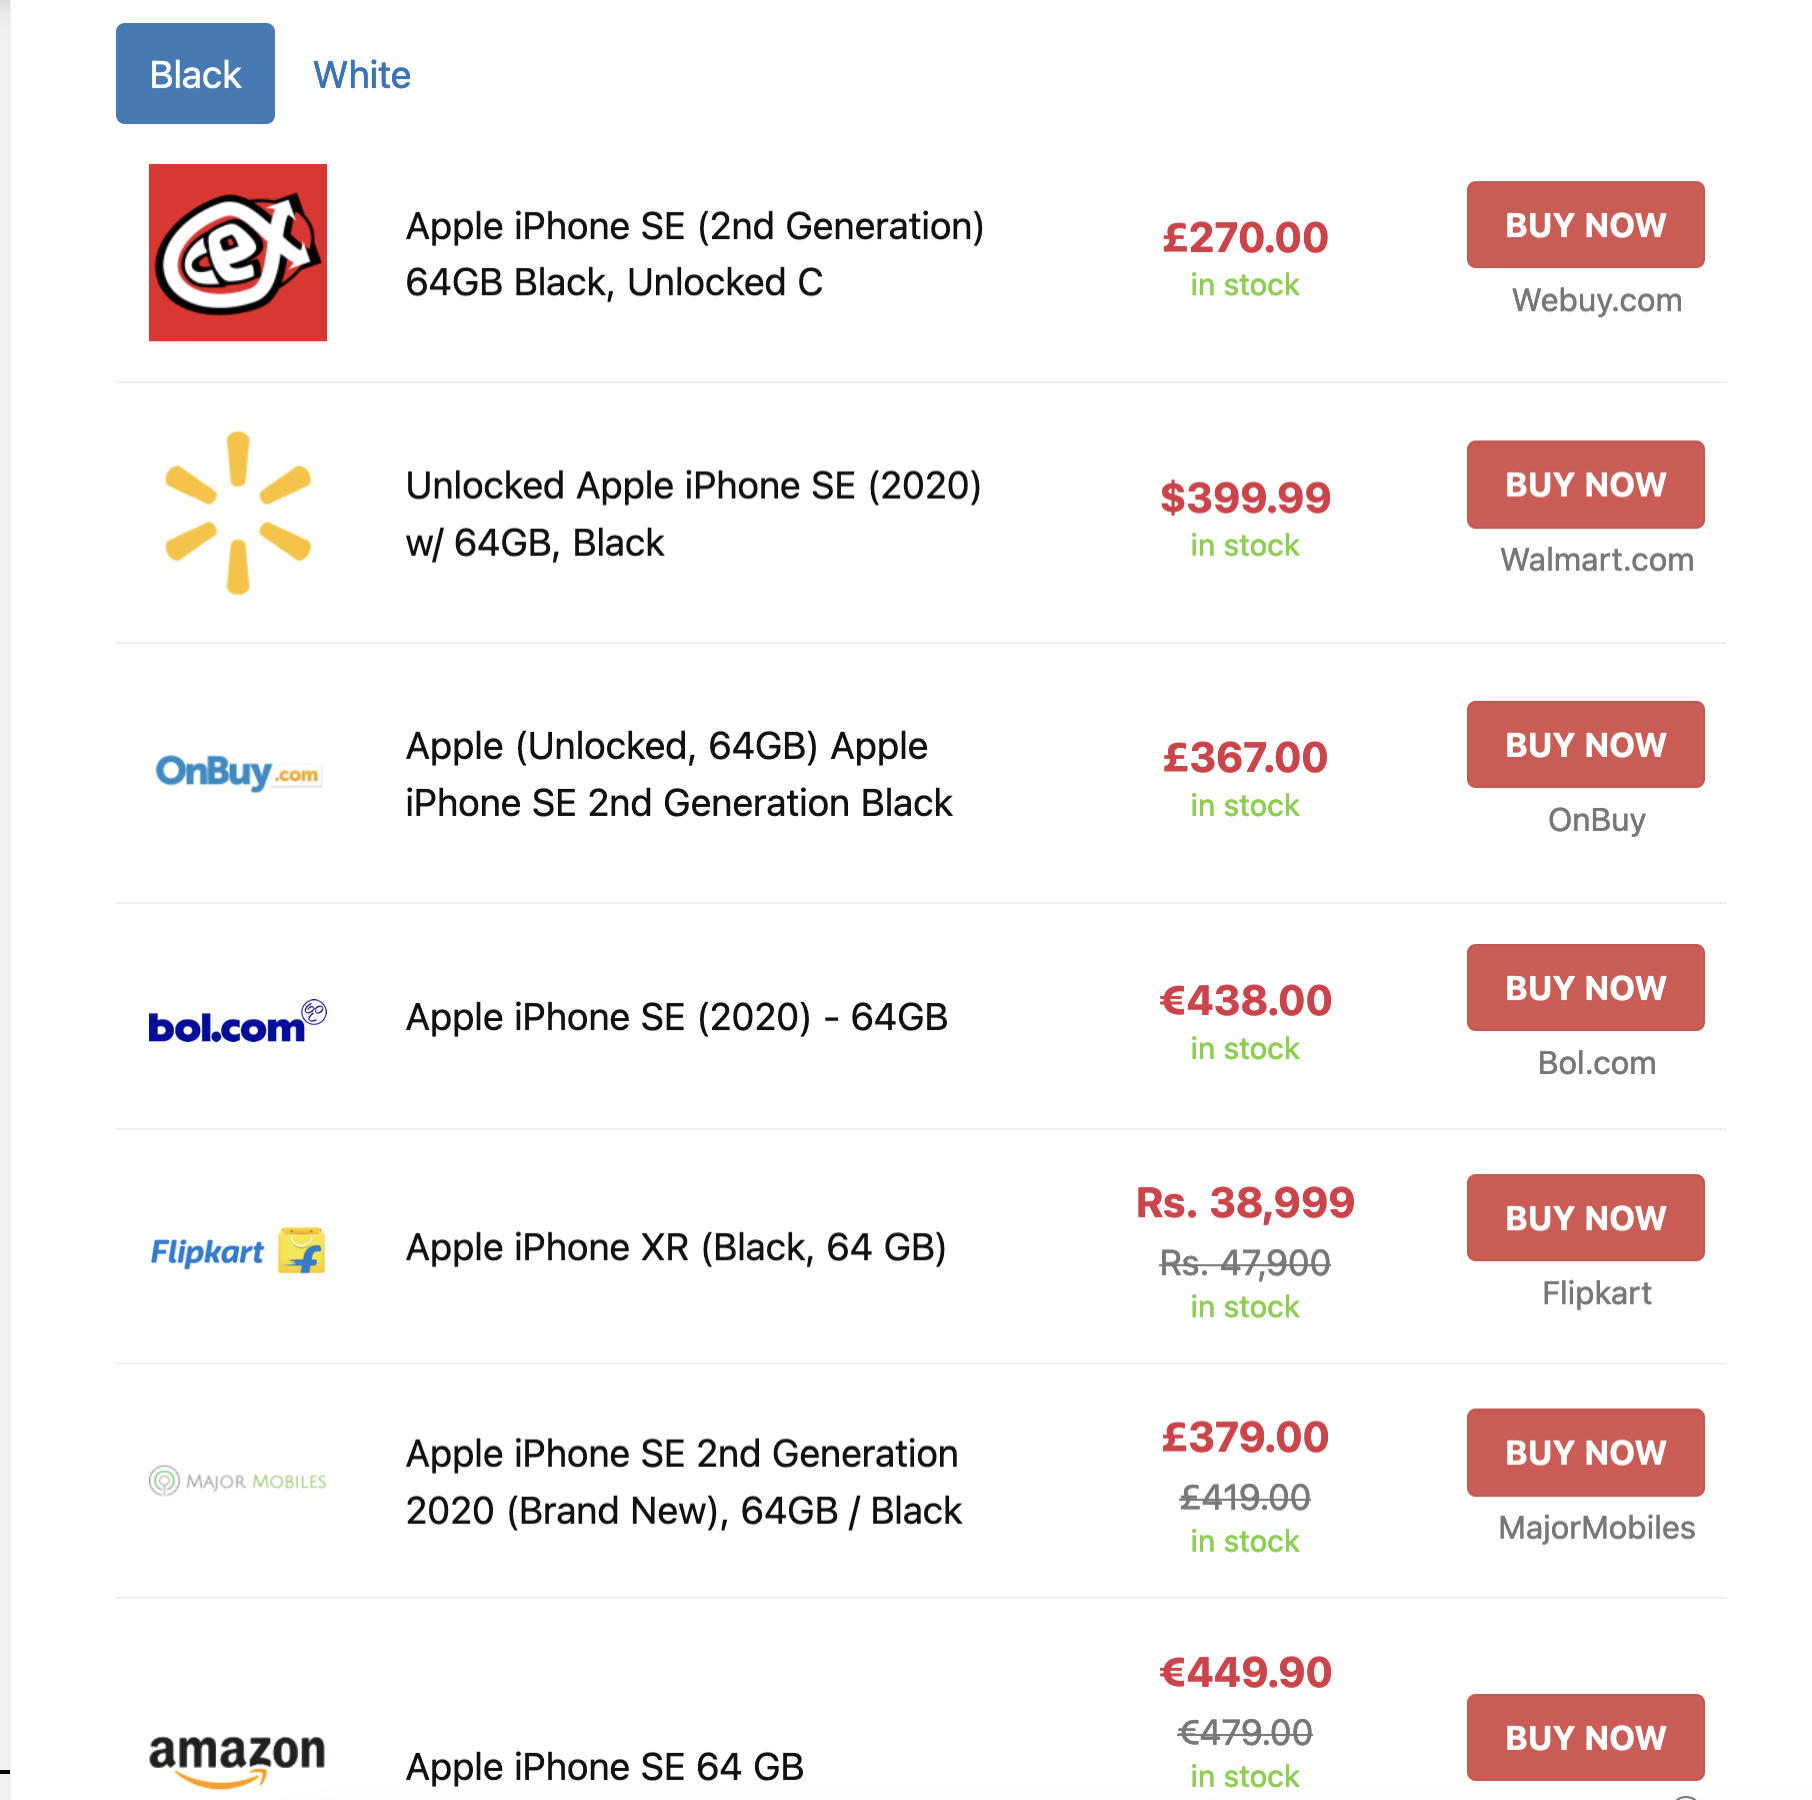 Black
White
cex
Apple iPhone SE (2nd Generation)
64GB Black, Unlocked C
£270.00
in stock
BUY NOW
Webuy.com
Unlocked Apple iPhone SE (2020)
w/ 64GB, Black
$399.99
in stock
BUY NOW
Walmart.com
OnBuy.com
Apple (Unlocked, 64GB) Apple
iPhone SE 2nd Generation Black
£367.00
in stock
BUY NOW
OnBuy
bol.com
Apple iPhone SE (2020) - 64GB
€438.00
in stock
BUY NOW
Bol.com
Flipkart
Apple iPhone XR (Black, 64 GB)
Rs. 38,999
Rs. 47,900
in stock
BUY NOW
Flipkart
MAJOR MOBILES
Apple iPhone SE 2nd Generation
2020 (Brand New), 64GB / Black
£379.00
£419.00
in stock
BUY NOW
MajorMobiles
amazon
Apple iPhone SE 64 GB
€449.90
€479.00
in stock
BUY NOW